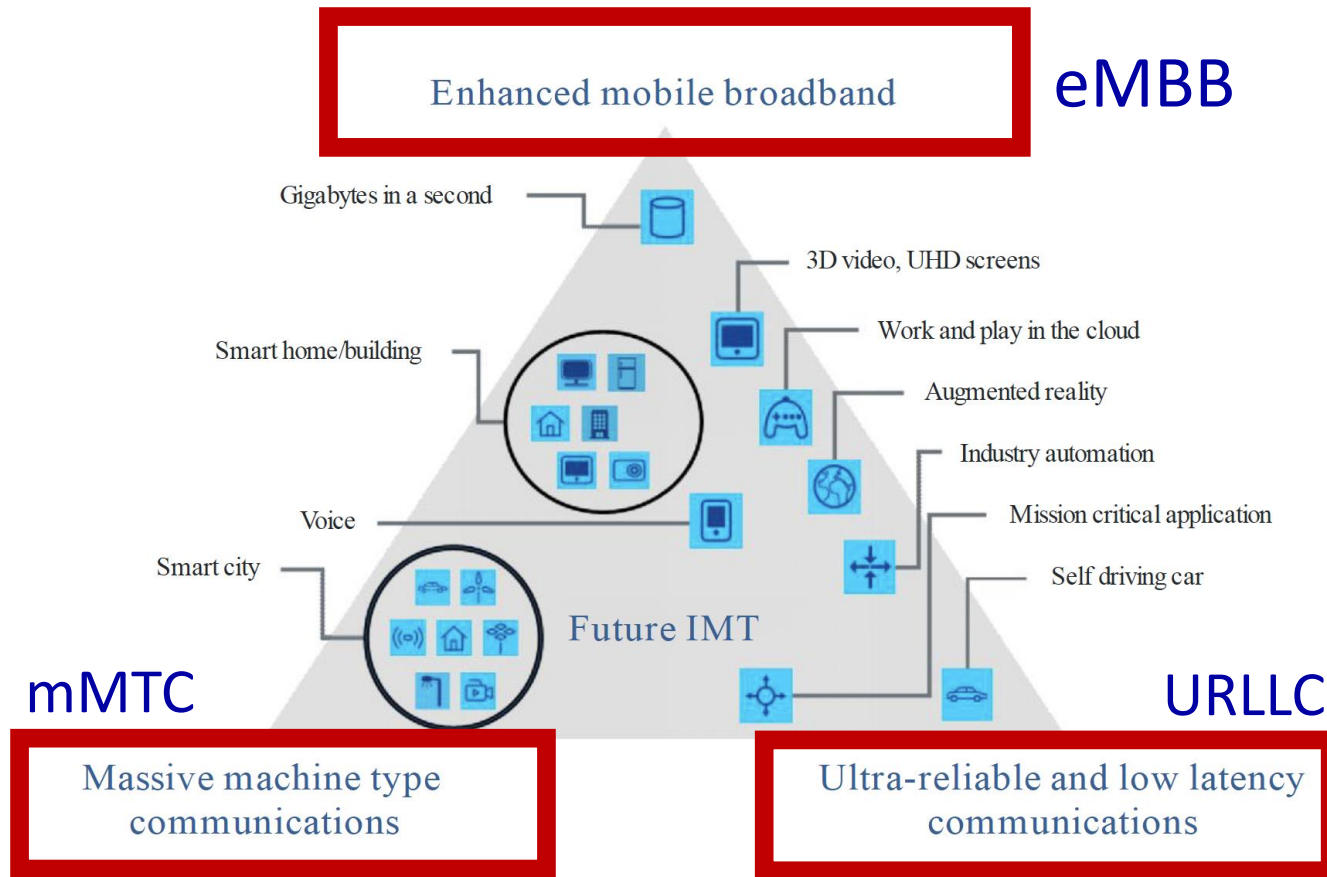 Enhanced mobile broadband
eMBB
Gigabytes in a second
3D video, UHD screens
Smart home/building
Work and play in the cloud
Augmented reality
Industry automation
Voice
Mission critical application
Smart city
Self driving car
Future IMT
mMTC
URLLC
Massive machine type
communications
Ultra-reliable and low latency
communications